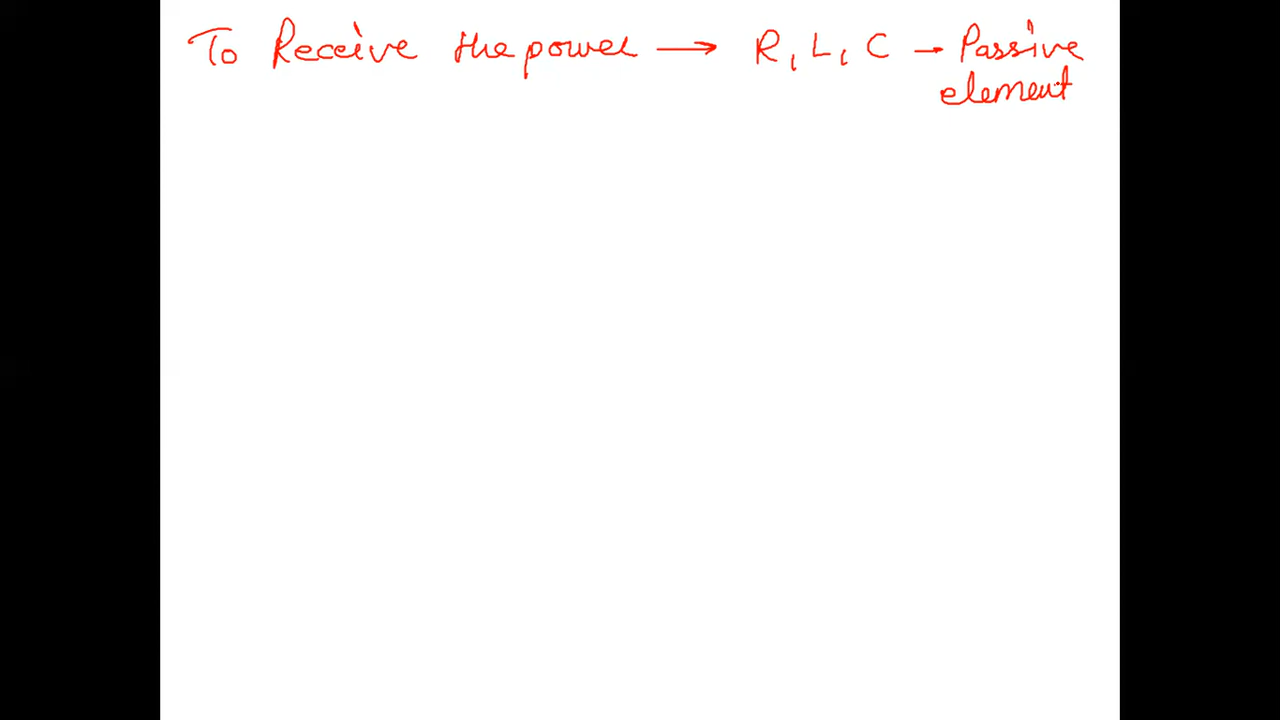 To Receive the power → R, L, C → Passive
element